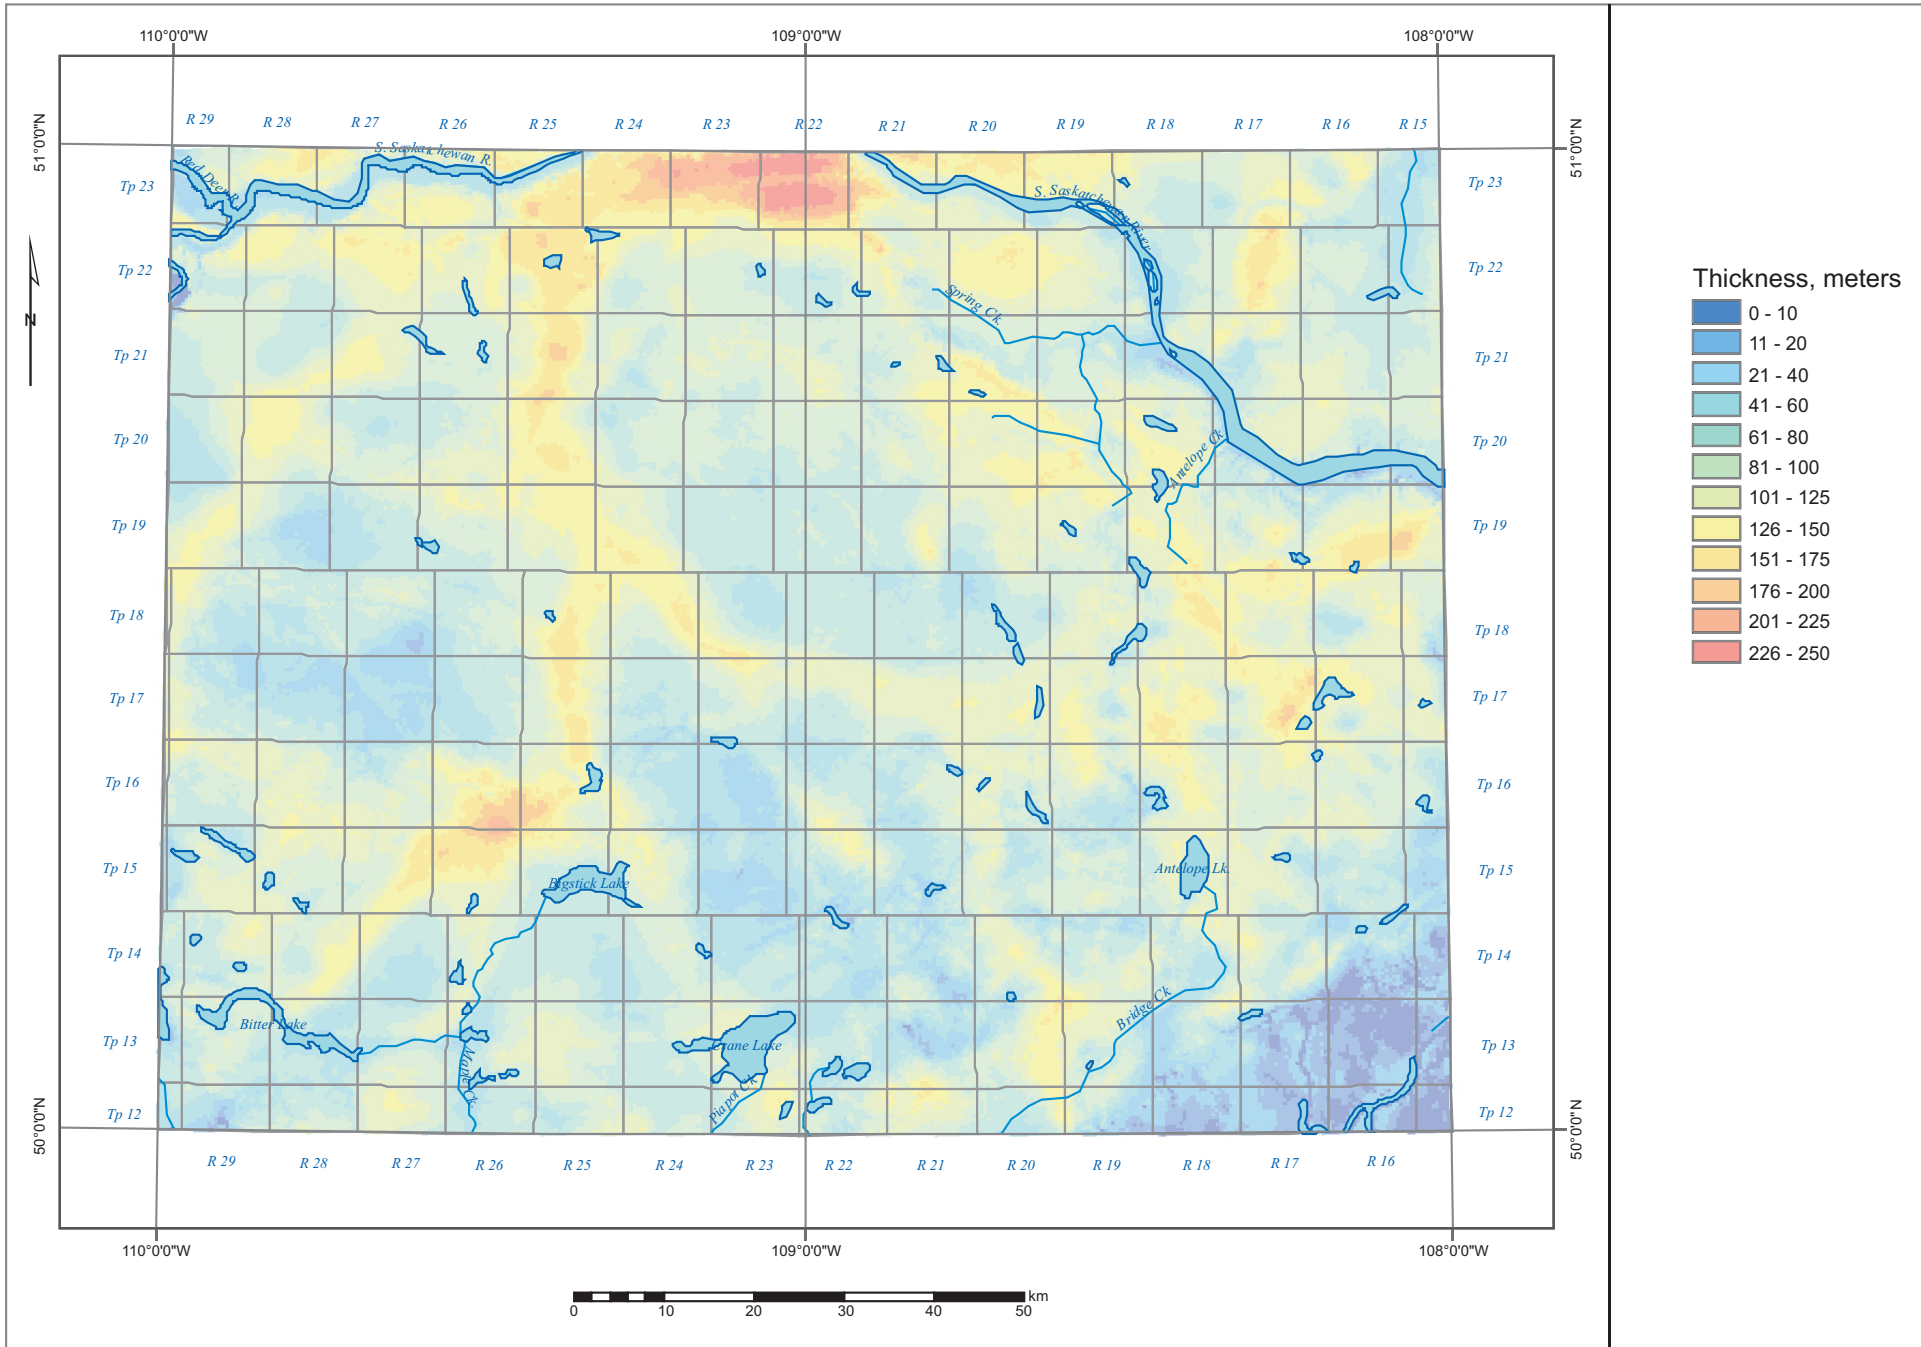 110°0'0"W 109°0'0"W 108°0'0"W
51°0'0"N 51°0'0"N
R 29 R 28 R 27 R 26 R 25 R 24 R 23 R 22 R 21 R 20 R 19 R 18 R 17 R 16 R 15
S. Saskatchewan R.
Red Deer R.
Tp 23 Tp 23
S. Saskatchewan River
Tp 22 Tp 22
Spring Ck.
N
Tp 21 Tp 21
Tp 20 Tp 20
Antelope Ck
Tp 19 Tp 19
Tp 18 Tp 18
Tp 17 Tp 17
Tp 16 Tp 16
Tp 15 Tp 15
Antelope Lk.
Bigstick Lake
Tp 14 Tp 14
Bridge Ck
Bitter Lake
Tp 13 Crane Lake Tp 13
Maple Ck.
Piapot Ck
Tp 12 Tp 12
50°0'0"N 50°0'0"N
R 29 R 28 R 27 R 26 R 25 R 24 R 23 R 22 R 21 R 20 R 19 R 18 R 17 R 16
110°0'0"W 109°0'0"W 108°0'0"W
km
0 10 20 30 40 50
Thickness, meters
0 - 10
11 - 20
21 - 40
41 - 60
61 - 80
81 - 100
101 - 125
126 - 150
151 - 175
176 - 200
201 - 225
226 - 250